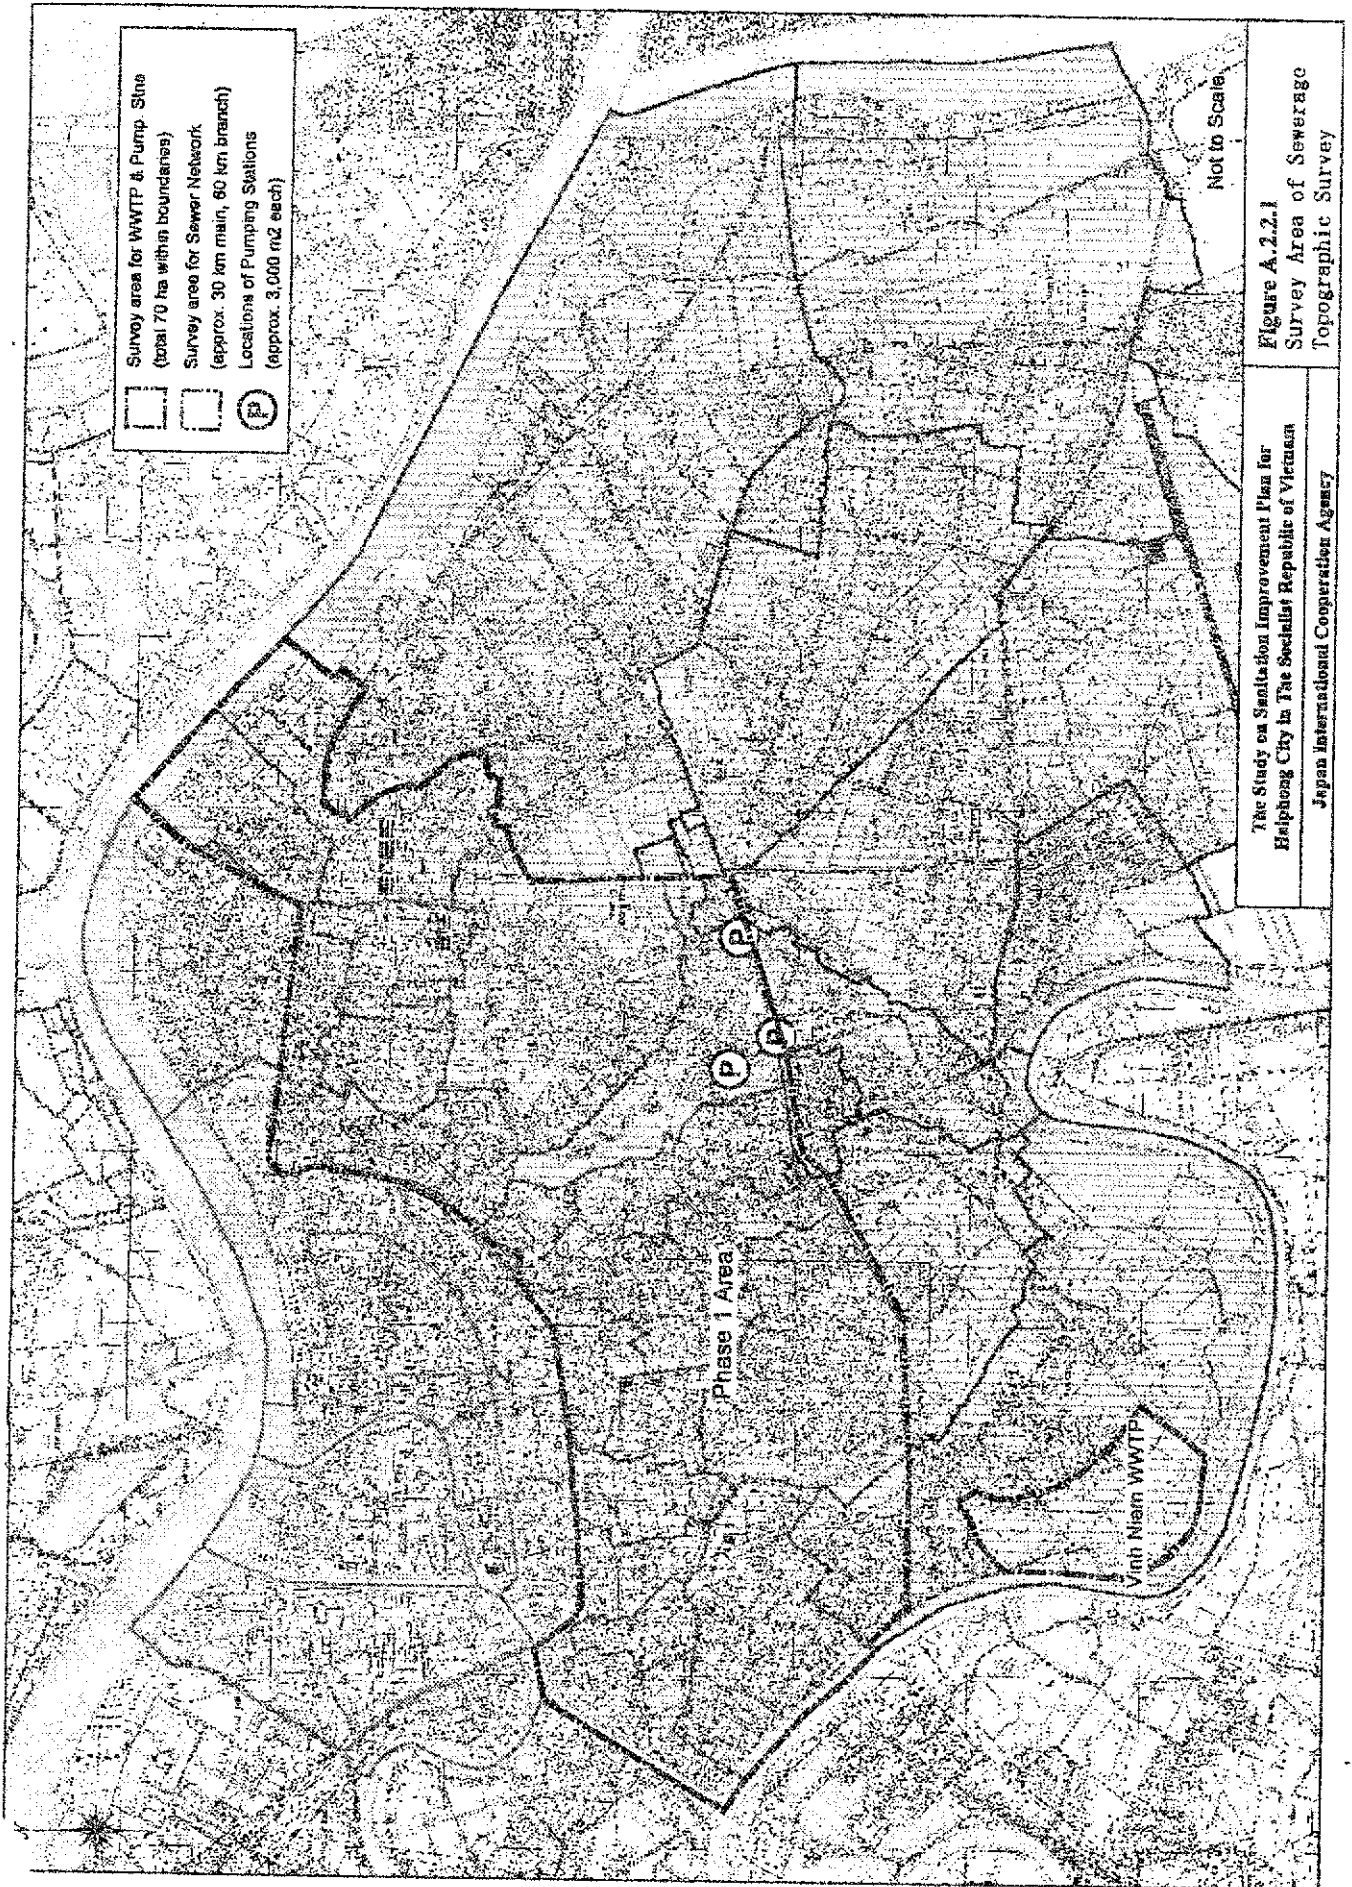 Survey area for WWTP & Pump Stns
(total 70 ha within boundaries)
Survey area for Sewer Network
(approx. 30 km main, 60 km branch)
P
Locations of Pumping Stations
(approx. 3,000 m2 each)
P
P
P
Phase 1 Area
Vinh Niem WWTP
Not to Scale
The Study on Sanitation Improvement Plan for
Haiphong City in The Socialist Republic of Vietnam
Japan International Cooperation Agency
Figure A.2.2.1
Survey Area of Sewerage
Topographic Survey